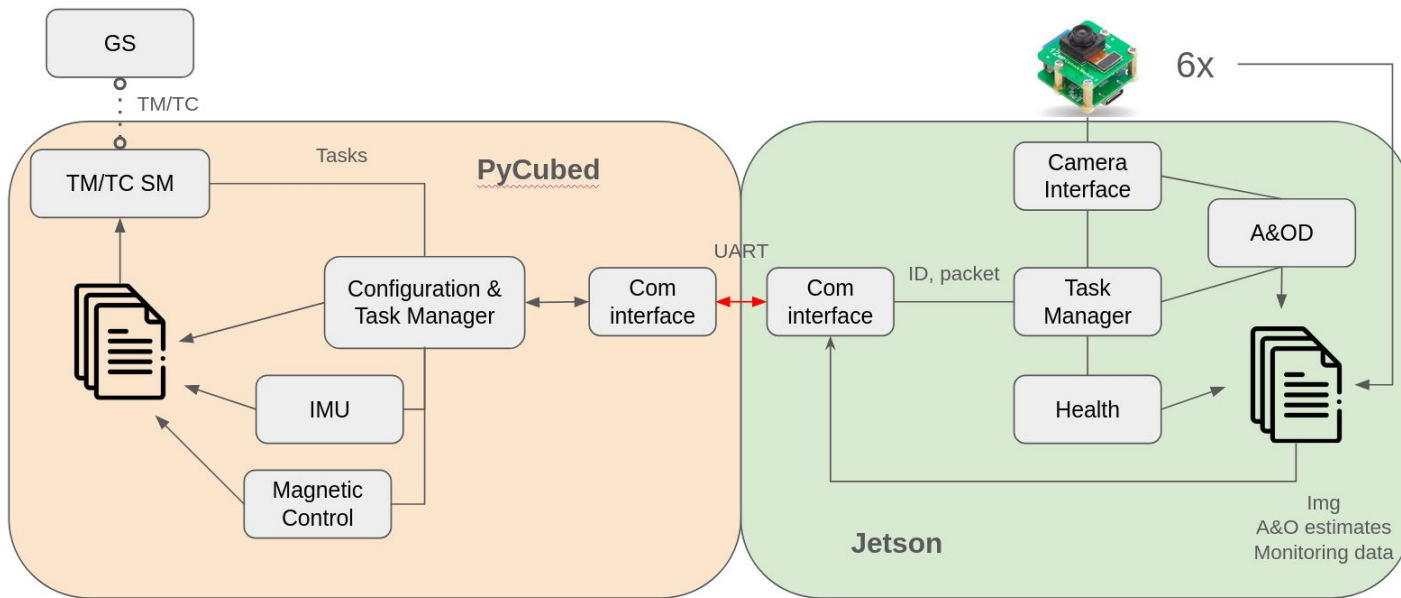 GS
6x
TM/TC
Tasks
PyCubed
TM/TC SM
Camera
Interface
A&OD
UART
Configuration &
Task Manager
Com
interface
Com
interface
ID, packet
Task
Manager
IMU
Health
Magnetic
Control
Jetson
Img
A&O estimates
Monitoring data